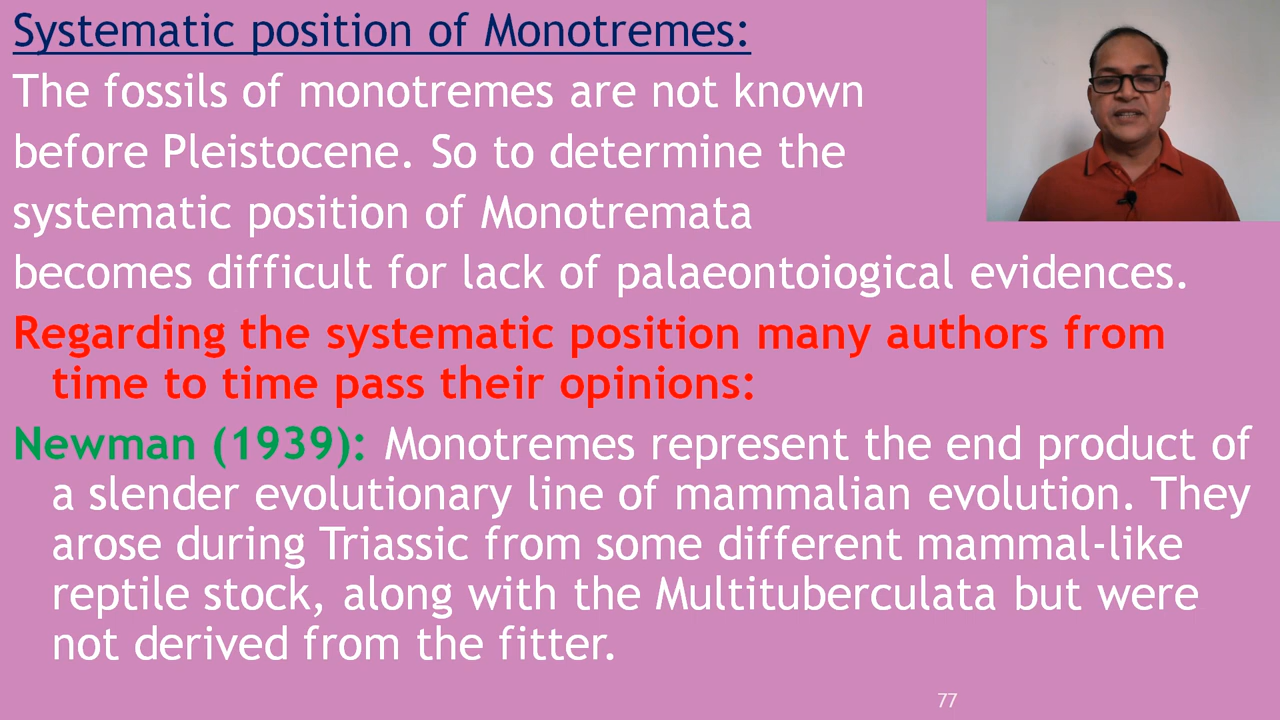 Systematic position of Monotremes:
The fossils of monotremes are not known
before Pleistocene. So to determine the
systematic position of Monotremata
becomes difficult for lack of palaeontoiogical evidences.
Regarding the systematic position many authors from
time to time pass their opinions:
Newman (1939): Monotremes represent the end product of
a slender evolutionary line of mammalian evolution. They
arose during Triassic from some different mammal-like
reptile stock, along with the Multituberculata but were
not derived from the fitter.
77